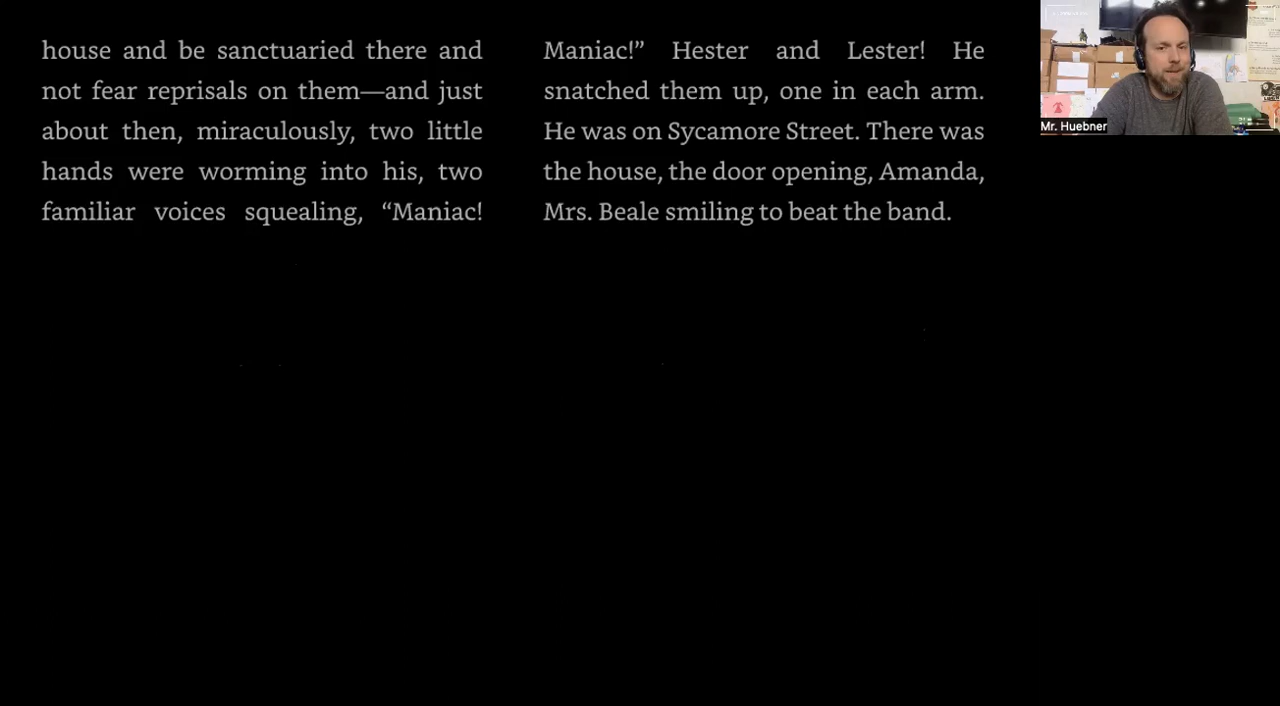 house and be sanctuaried there and
not fear reprisals on them—and just
about then, miraculously, two little
hands were worming into his, two
familiar voices squealing, “Maniac!
Maniac!” Hester and Lester! He
snatched them up, one in each arm.
He was on Sycamore Street. There was
the house, the door opening, Amanda,
Mrs. Beale smiling to beat the band.
Mr. Huebner